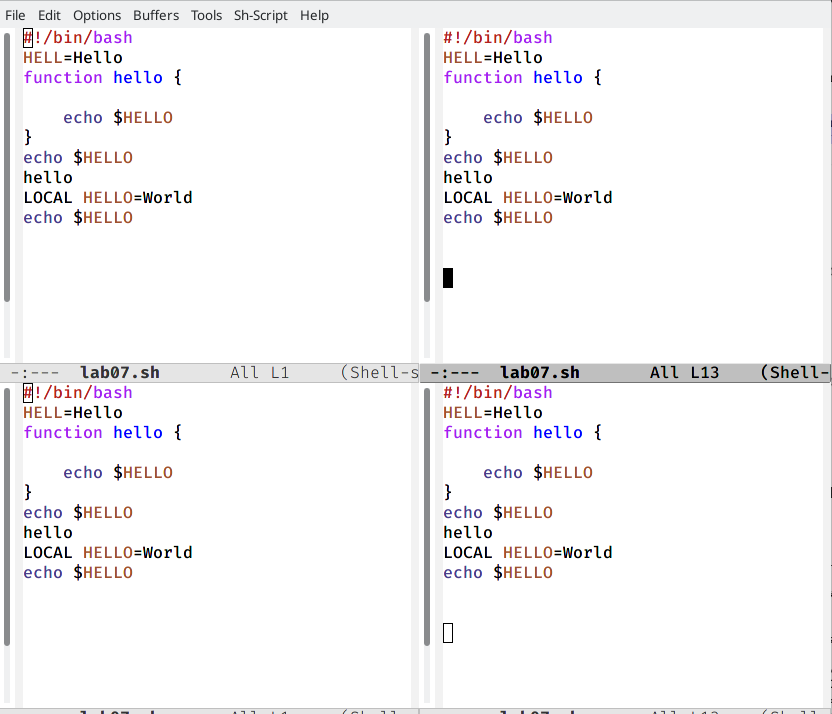 File Edit Options Buffers Tools Sh-Script Help
#!/bin/bash
HELL=Hello
function hello {
echo $HELLO
}
echo $HELLO
hello
LOCAL HELLO=World
echo $HELLO
-:--- lab07.sh All L1 (Shell-s
#!/bin/bash
HELL=Hello
function hello {
echo $HELLO
}
echo $HELLO
hello
LOCAL HELLO=World
echo $HELLO
-:--- lab07.sh All L13 (Shell-
#!/bin/bash
HELL=Hello
function hello {
echo $HELLO
}
echo $HELLO
hello
LOCAL HELLO=World
echo $HELLO
#!/bin/bash
HELL=Hello
function hello {
echo $HELLO
}
echo $HELLO
hello
LOCAL HELLO=World
echo $HELLO